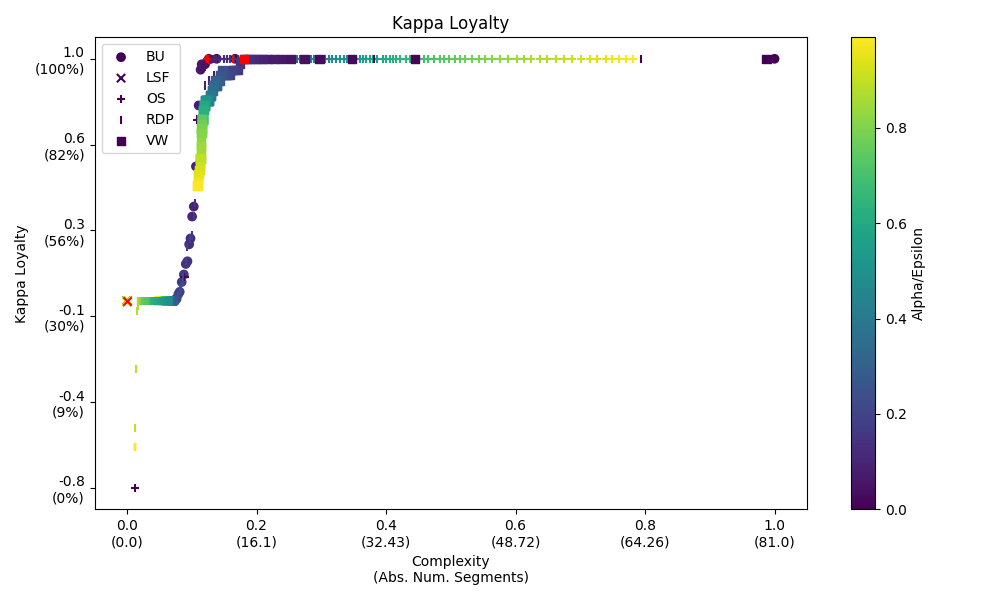 Kappa Loyalty
1.0
(100%)
0.6
(82%)
0.3
(56%)
-0.1
(30%)
-0.4
(9%)
-0.8
(0%)
Kappa Loyalty
BU
LSF
OS
RDP
VW
0.0
(0.0)
0.2
(16.1)
0.4
(32.43)
0.6
(48.72)
0.8
(64.26)
1.0
(81.0)
Complexity
(Abs. Num. Segments)
0.8
0.6
0.4
0.2
0.0
Alpha/Epsilon